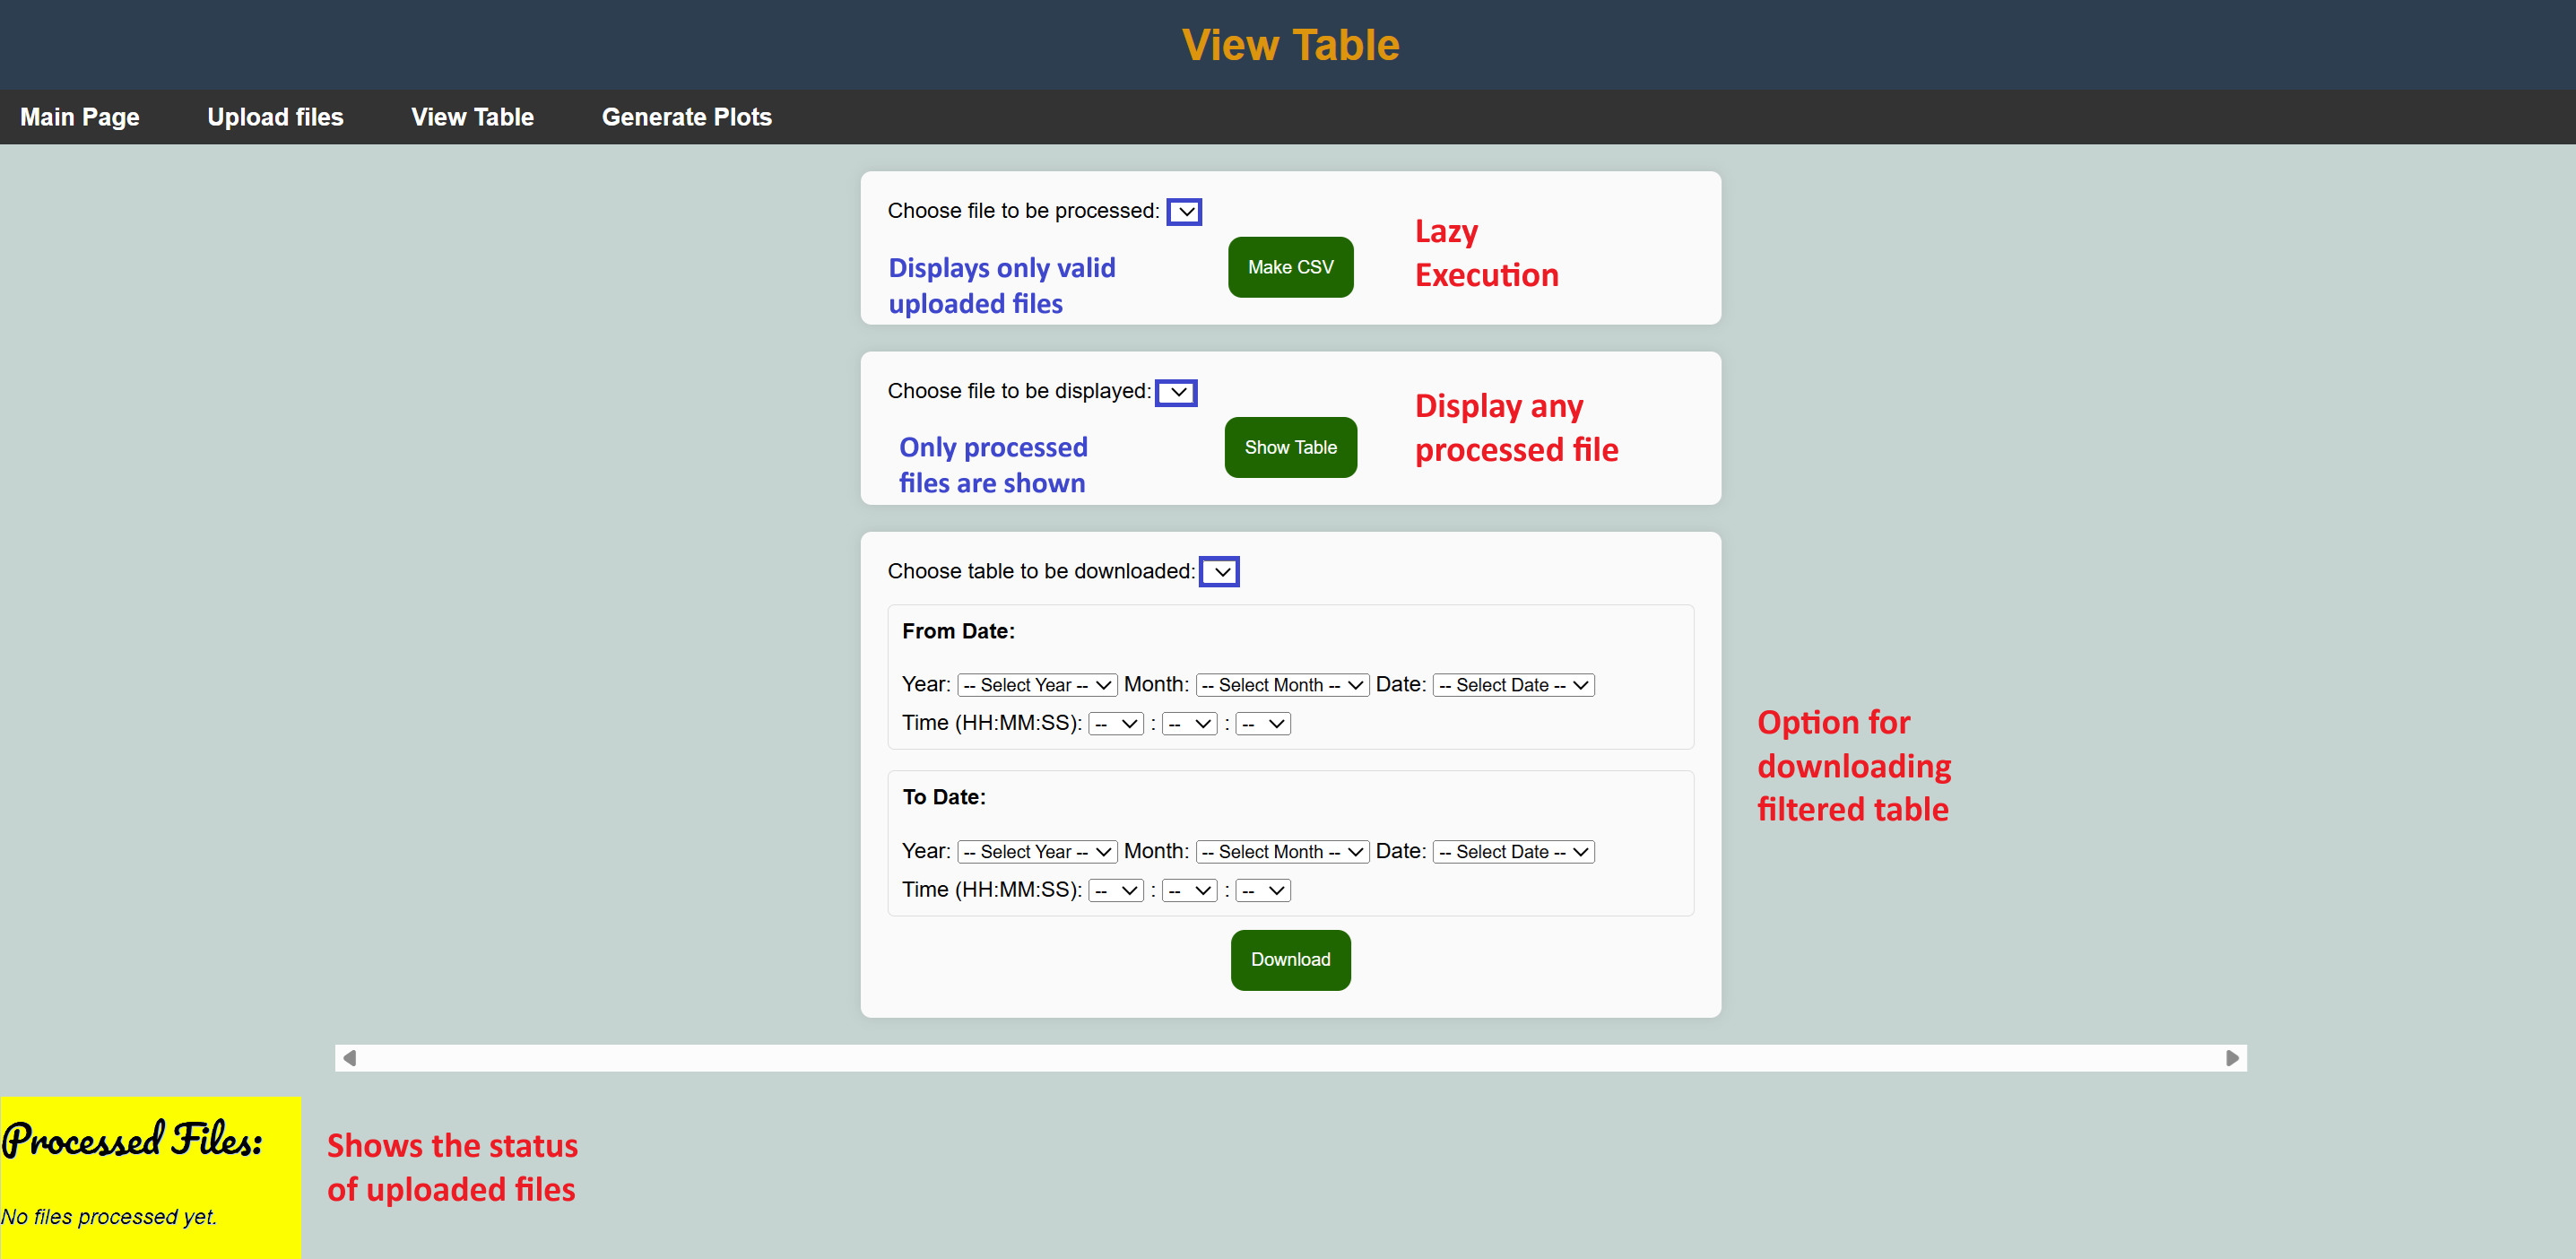 View Table
Main Page Upload files View Table Generate Plots
Choose file to be processed:
Displays only valid
uploaded files
Make CSV
Lazy
Execution
Choose file to be displayed:
Only processed
files are shown
Show Table
Display any
processed file
Choose table to be downloaded:
From Date:
Year: -- Select Year -- Month: -- Select Month -- Date: -- Select Date --
Time (HH:MM:SS): -- : -- : --
To Date:
Year: -- Select Year -- Month: -- Select Month -- Date: -- Select Date --
Time (HH:MM:SS): -- : -- : --
Download
Option for
downloading
filtered table
Processed Files:
No files processed yet.
Shows the status
of uploaded files